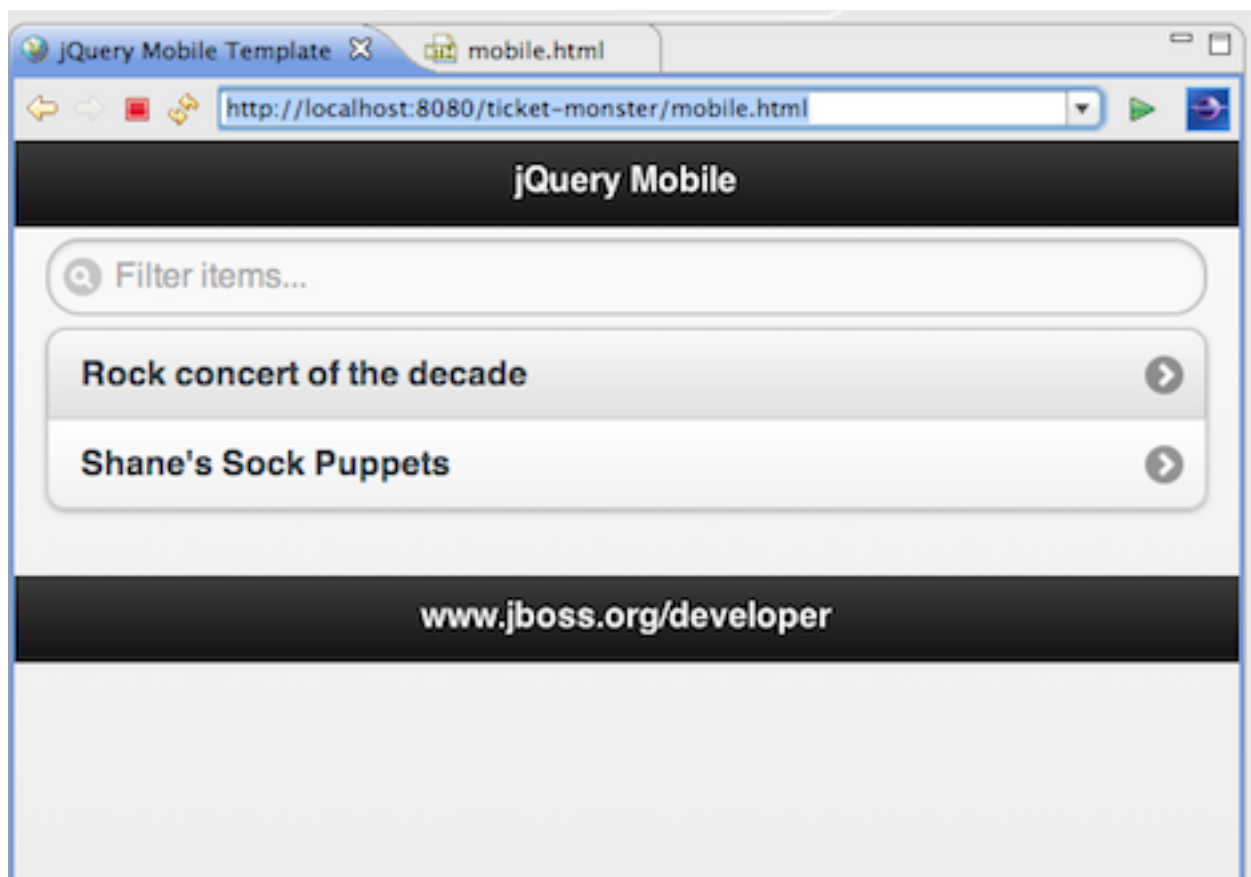 jQuery Mobile Template mobile.html
http://localhost:8080/ticket-monster/mobile.html
jQuery Mobile
Filter items...
Rock concert of the decade
Shane's Sock Puppets
www.jboss.org/developer